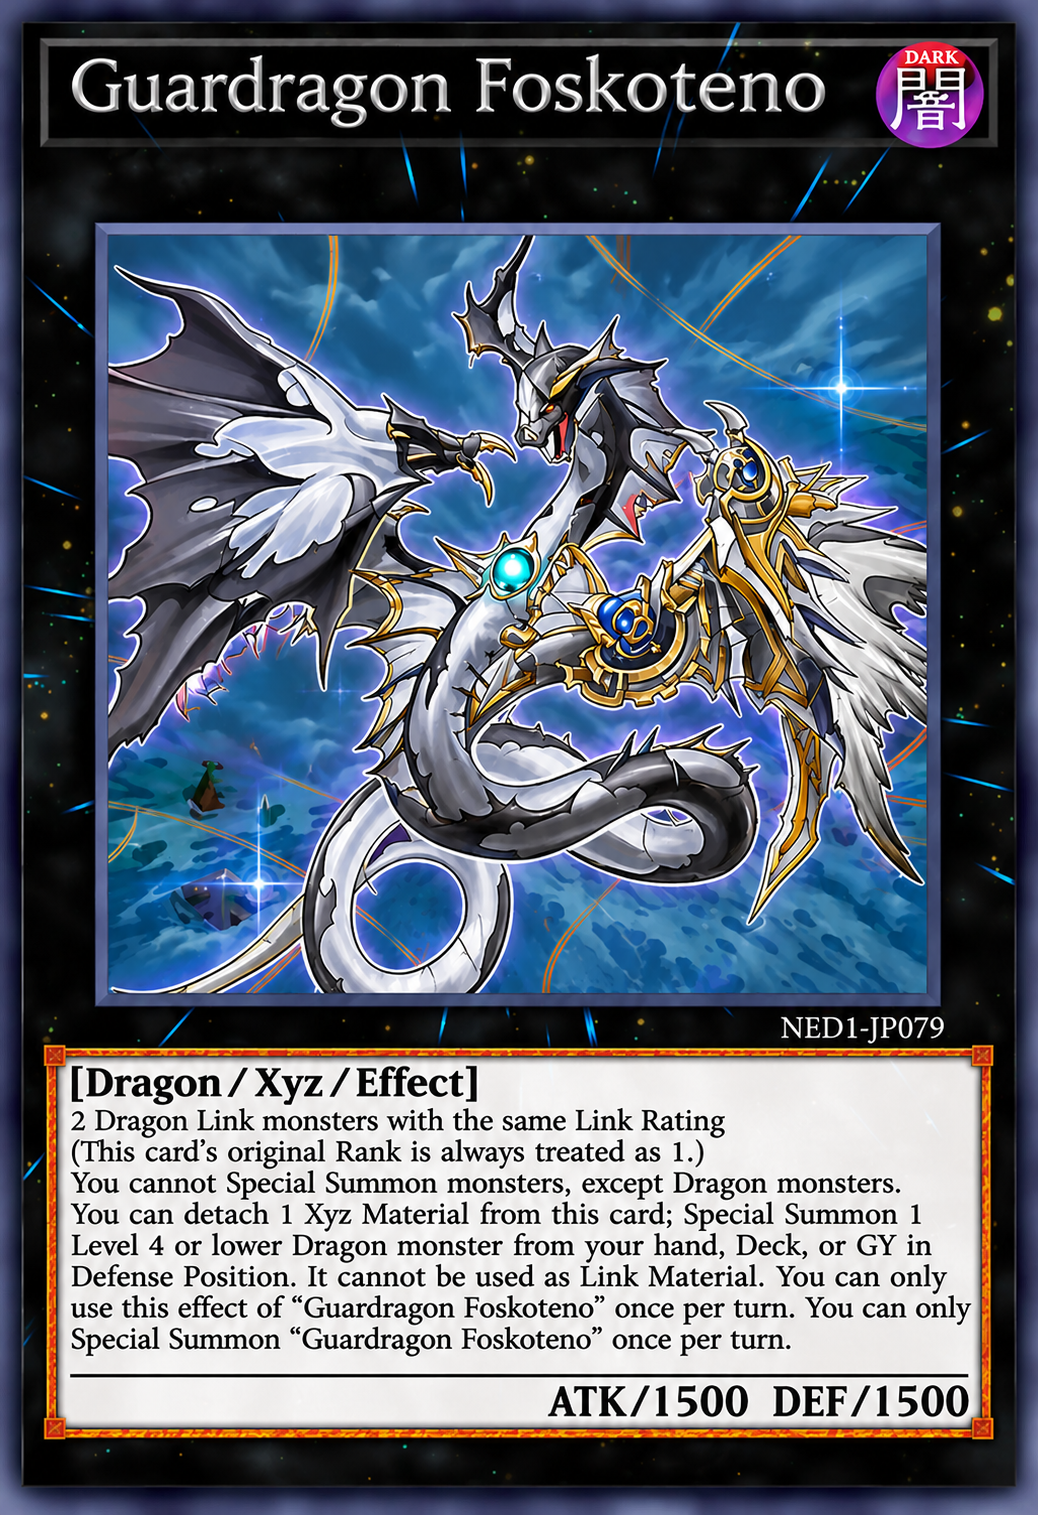 Guardragon Foskoteno
DARK
闇
NED1-JP079
[Dragon / Xyz / Effect]
2 Dragon Link monsters with the same Link Rating
(This card’s original Rank is always treated as 1.)
You cannot Special Summon monsters, except Dragon monsters.
You can detach 1 Xyz Material from this card; Special Summon 1
Level 4 or lower Dragon monster from your hand, Deck, or GY in
Defense Position. It cannot be used as Link Material. You can only
use this effect of “Guardragon Foskoteno” once per turn. You can only
Special Summon “Guardragon Foskoteno” once per turn.
ATK/1500 DEF/1500